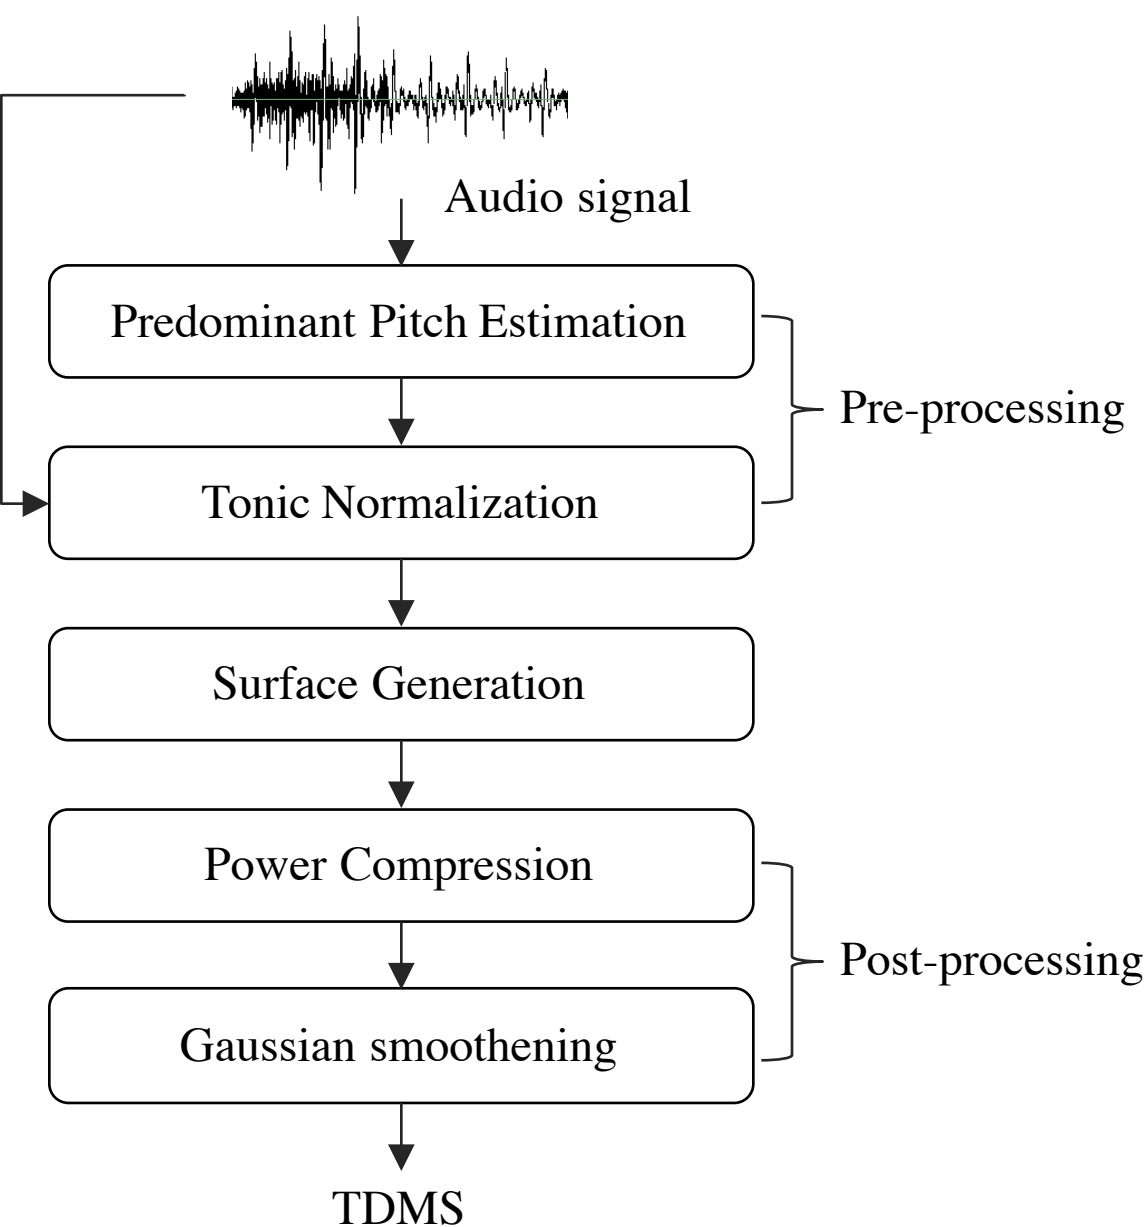 Audio signal
Predominant Pitch Estimation
Pre-processing
Tonic Normalization
Surface Generation
Power Compression
Post-processing
Gaussian smoothening
TDMS